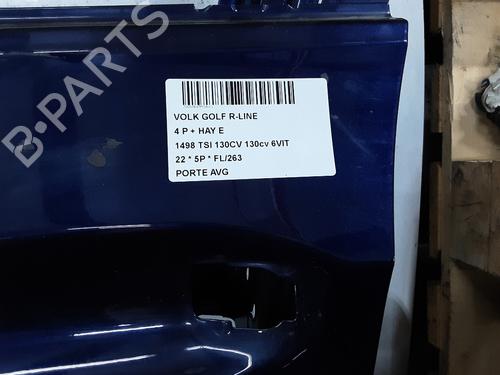 B-PARTS
VOLK GOLF R-LINE
4 P + HAY E
1498 TSI 130CV 130cv 6VIT
22 * 5P * FL/263
PORTE AVG